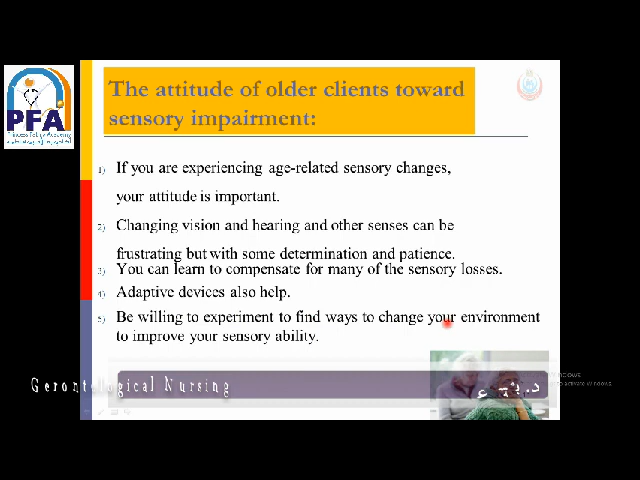 PFA
The attitude of older clients toward
sensory impairment:
1) If you are experiencing age-related sensory changes,
your attitude is important.
2) Changing vision and hearing and other senses can be
frustrating but with some determination and patience.
3) You can learn to compensate for many of the sensory losses.
4) Adaptive devices also help.
5) Be willing to experiment to find ways to change your environment
to improve your sensory ability.
Gerontological Nursing